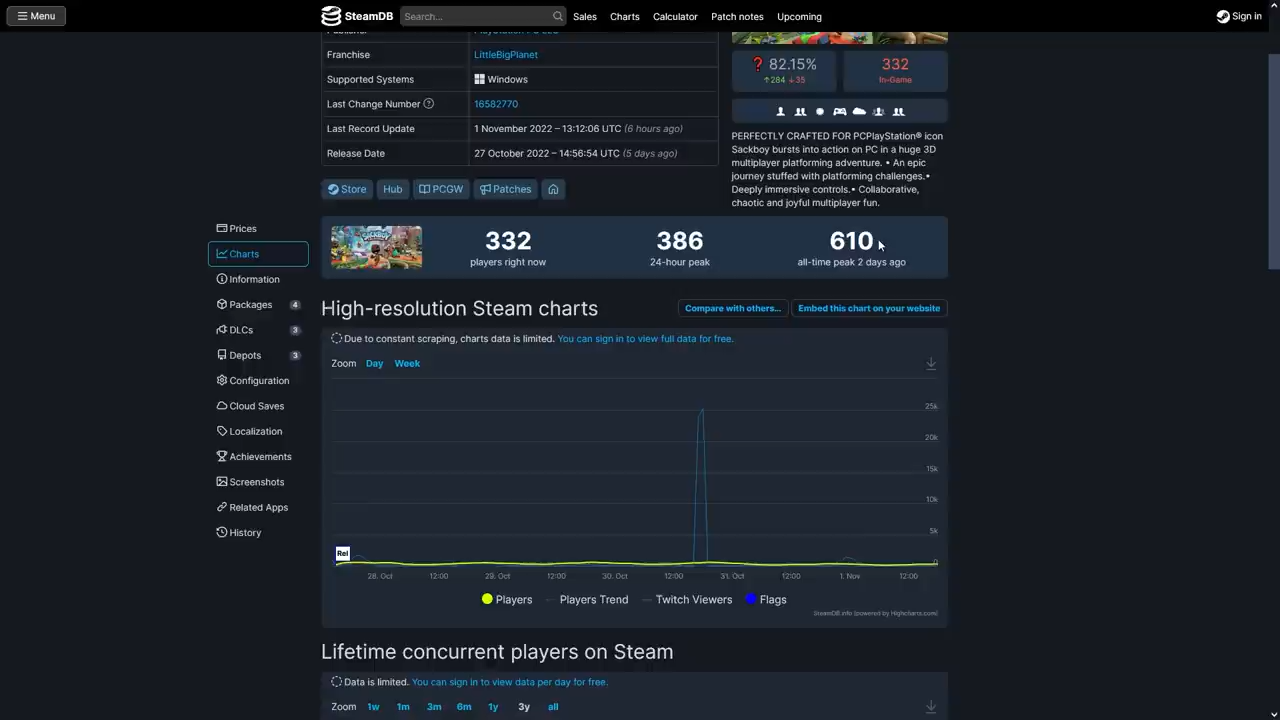 Menu
SteamDB
Search...
Sales
Charts
Calculator
Patch notes
Upcoming
Sign in
Franchise
LittleBigPlanet
Supported Systems
Windows
Last Change Number
16582770
Last Record Update
1 November 2022 – 13:12:06 UTC (6 hours ago)
Release Date
27 October 2022 – 14:56:54 UTC (5 days ago)
? 82.15%
↑284 ↓35
332
In-Game
PERFECTLY CRAFTED FOR PCPlayStation® icon
Sackboy bursts into action on PC in a huge 3D
multiplayer platforming adventure. • An epic
journey stuffed with platforming challenges.•
Deeply immersive controls.• Collaborative,
chaotic and joyful multiplayer fun.
Store
Hub
PCGW
Patches
Prices
Charts
Information
Packages 4
DLCs 3
Depots 3
Configuration
Cloud Saves
Localization
Achievements
Screenshots
Related Apps
History
332
players right now
386
24-hour peak
610
all-time peak 2 days ago
High-resolution Steam charts
Compare with others...
Embed this chart on your website
Due to constant scraping, charts data is limited. You can sign in to view full data for free.
Zoom Day Week
25k
20k
15k
10k
5k
0
Rel
28. Oct 12:00 29. Oct 12:00 30. Oct 12:00 31. Oct 12:00 1. Nov 12:00
Players Players Trend Twitch Viewers Flags
SteamDB.info (powered by Highcharts.com)
Lifetime concurrent players on Steam
Data is limited. You can sign in to view data per day for free.
Zoom 1w 1m 3m 6m 1y 3y all